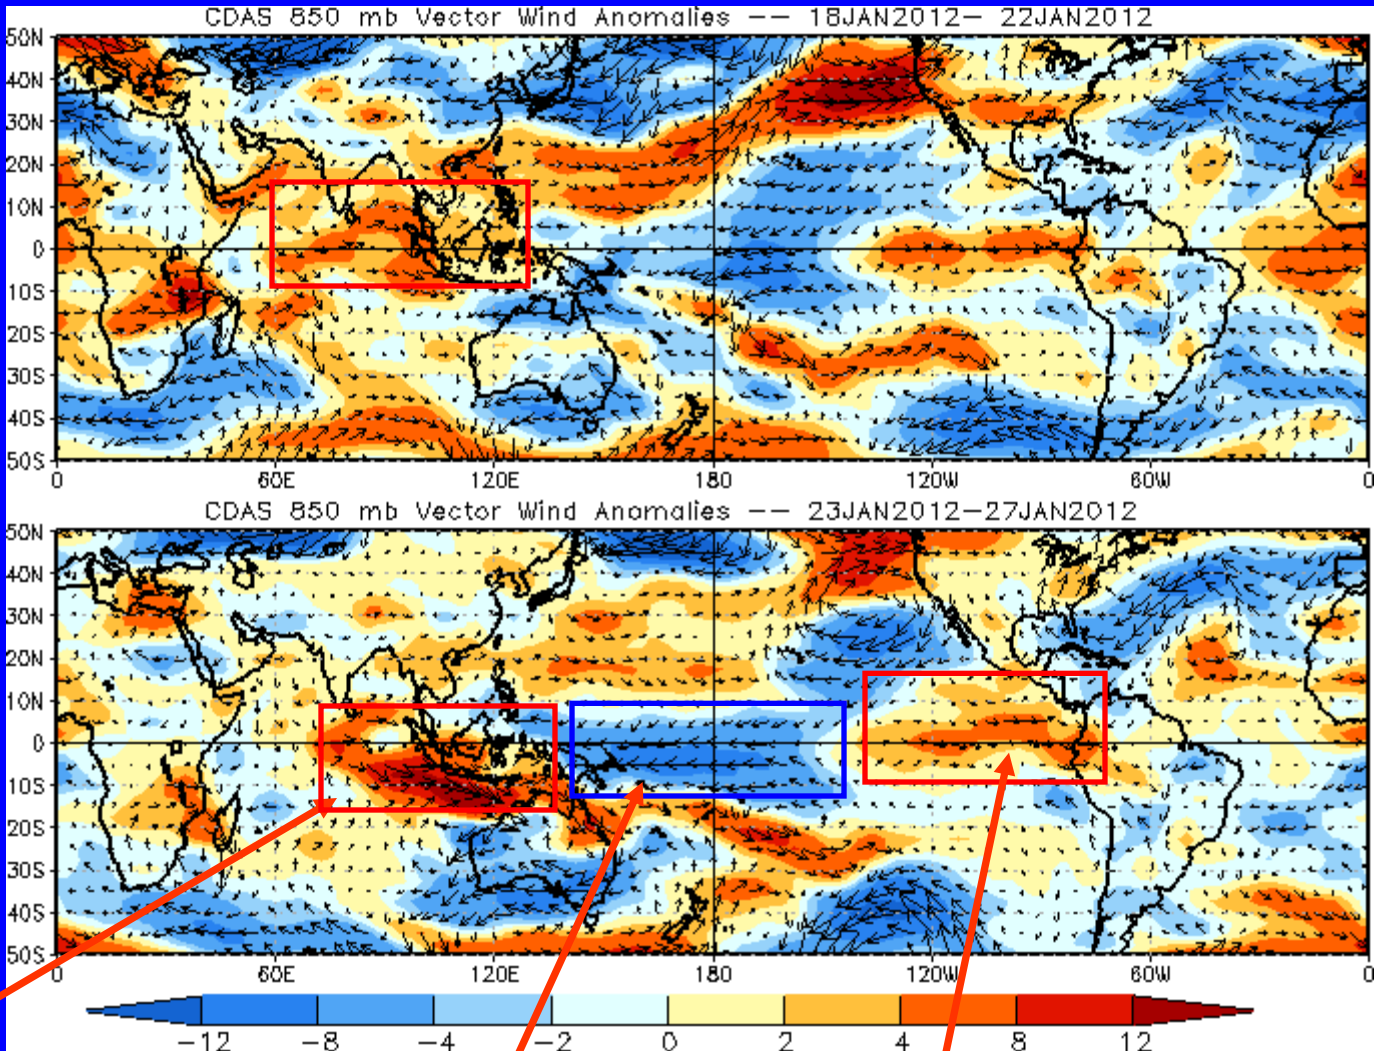 CDAS 850 mb Vector Wind Anomalies -- 18JAN2012- 22JAN2012
50N
40N
30N
20N
10N
0
10S
20S
30S
40S
50S
0 60E 120E 180 120W 60W 0
CDAS 850 mb Vector Wind Anomalies -- 23JAN2012-27JAN2012
50N
40N
30N
20N
10N
0
10S
20S
30S
40S
50S
0 60E 120E 180 120W 60W 0
-12 -8 -4 -2 0 2 4 8 12